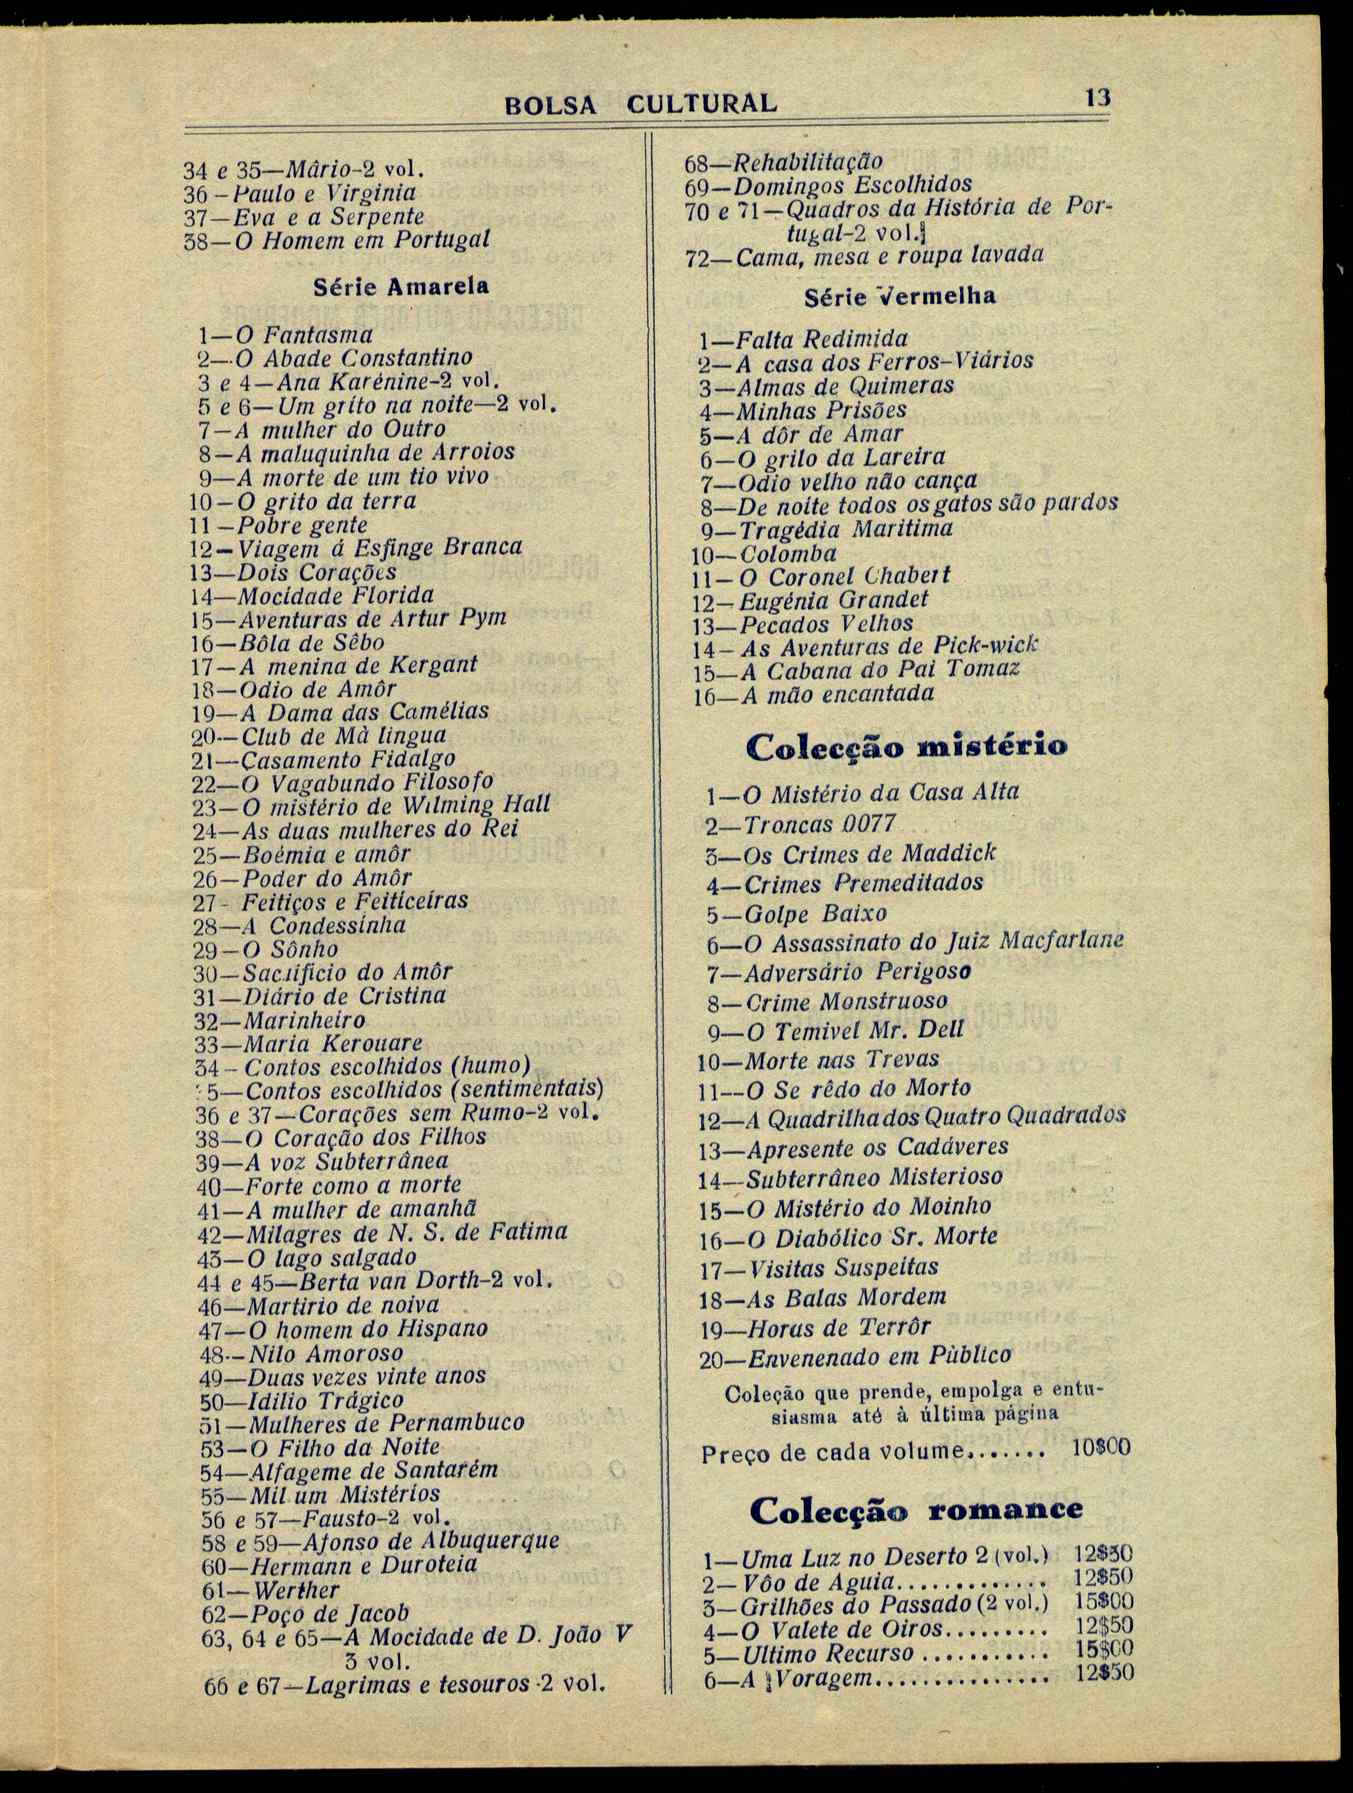 BOLSA CULTURAL
13
34 e 35—Mário-2 vol.
36-Paulo e Virginia
37—Eva e a Serpente
38—O Homem em Portugal
Série Amarela
1—O Fantasma
2—O Abade Constantino
3 e 4—Ana Karénine-2 vol.
5 e 6—Um grito na noite—2 vol.
7—A mulher do Outro
8—A maluquinha de Arroios
9—A morte de um tio vivo
10—O grito da terra
11—Pobre gente
12—Viagem á Esfinge Branca
13—Dois Corações
14—Mocidade Florida
15—Aventuras de Artur Pym
16—Bôla de Sêbo
17—A menina de Kergant
18—Odio de Amôr
19—A Dama das Camélias
20—Club de Mà lingua
21—Casamento Fidalgo
22—O Vagabundo Filosofo
23—O mistério de Wilming Hall
24—As duas mulheres do Rei
25—Boémia e amôr
26—Poder do Amôr
27- Feitiços e Feiticeiras
28—A Condessinha
29—O Sônho
30—Sacrificio do Amôr
31—Diário de Cristina
32—Marinheiro
33—Maria Kerouare
34-Contos escolhidos (humo)
5—Contos escolhidos (sentimentais)
36 e 37—Corações sem Rumo-2 vol.
38—O Coração dos Filhos
39—A voz Subterrânea
40—Forte como a morte
41—A mulher de amanhã
42—Milagres de N. S. de Fatima
43—O lago salgado
44 e 45—Berta van Dorth-2 vol.
46—Martirio de noiva
47—O homem do Hispano
48—Nilo Amoroso
49—Duas vezes vinte anos
50—Idilio Trágico
51—Mulheres de Pernambuco
53—O Filho da Noite
54—Alfageme de Santarém
55—Mil um Mistérios
56 e 57—Fausto-2 vol.
58 e 59—Afonso de Albuquerque
60—Hermann e Duroteia
61—Werther
62—Poço de Jacob
63, 64 e 65—A Mocidade de D. João V
3 vol.
66 e 67—Lagrimas e tesouros-2 vol.
68—Rehabilitação
69—Domingos Escolhidos
70 e 71—Quadros da História de Por-
tugal-2 vol.
72—Cama, mesa e roupa lavada
Série Vermelha
1—Falta Redimida
2—A casa dos Ferros-Viários
3—Almas de Quimeras
4—Minhas Prisões
5—A dôr de Amar
6—O grilo da Lareira
7—Odio velho não cança
8—De noite todos os gatos são pardos
9—Tragédia Maritima
10—Colomba
11—O Coronel Chabert
12—Eugénia Grandet
13—Pecados Velhos
14-As Aventuras de Pick-wick
15—A Cabana do Pai Tomaz
16—A mão encantada
Colecção mistério
1—O Mistério da Casa Alta
2—Troncas 0077
3—Os Crimes de Maddick
4—Crimes Premeditados
5—Golpe Baixo
6—O Assassinato do Juiz Macfarlane
7—Adversário Perigoso
8—Crime Monstruoso
9—O Temivel Mr. Dell
10—Morte nas Trevas
11—O Se rêdo do Morto
12—A Quadrilha dos Quatro Quadrados
13—Apresente os Cadáveres
14—Subterrâneo Misterioso
15—O Mistério do Moinho
16—O Diabólico Sr. Morte
17—Visitas Suspeitas
18—As Balas Mordem
19—Horas de Terrôr
20—Envenenado em Pùblico
Coleção que prende, empolga e entu-
siasma até à última página
Preço de cada volume....... 10$00
Colecção romance
1—Uma Luz no Deserto 2 (vol.) 12$50
2—Vôo de Aguia............. 12$50
3—Grilhões do Passado (2 vol.) 15$00
4—O Valete de Oiros......... 12$50
5—Ultimo Recurso ........... 15$00
6—A Voragem............... 12$50